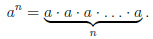 aⁿ = a · a · a · … · a .
n